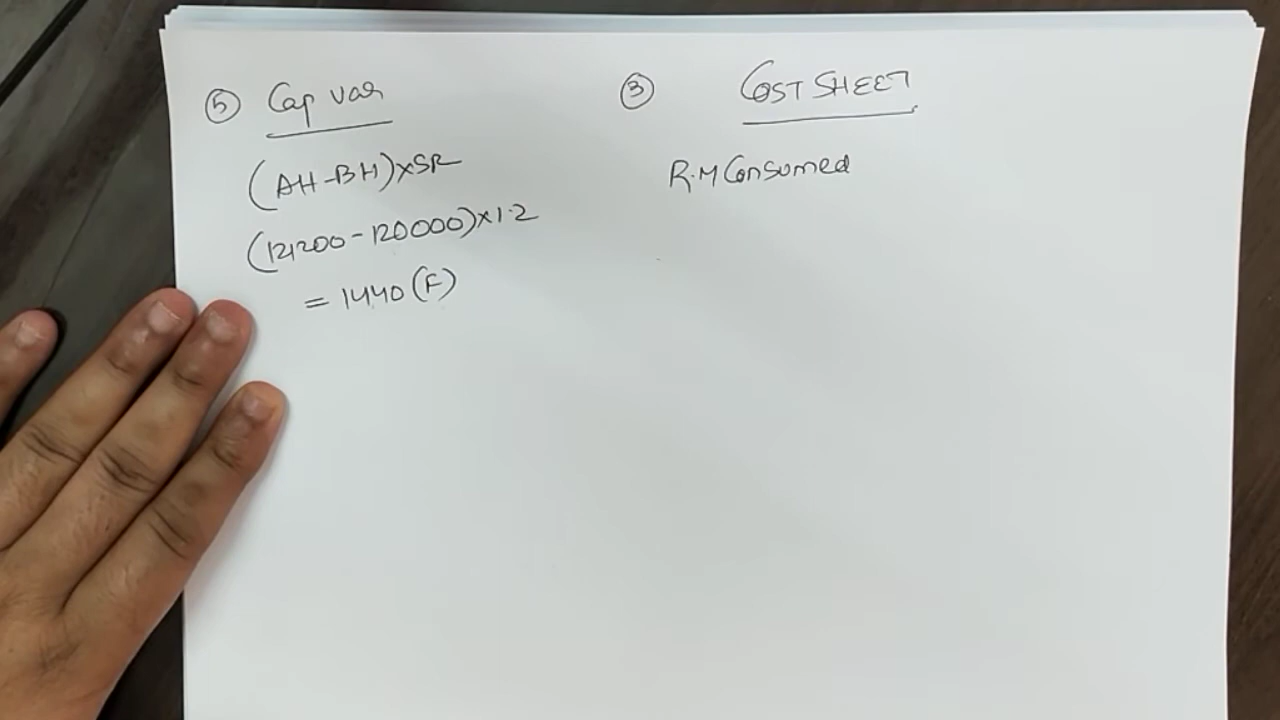 ⑤ Cap var
(AH-BH)×SR
(121200-120000)×1.2
= 1440 (F)
③ COST SHEET
R.M Consumed